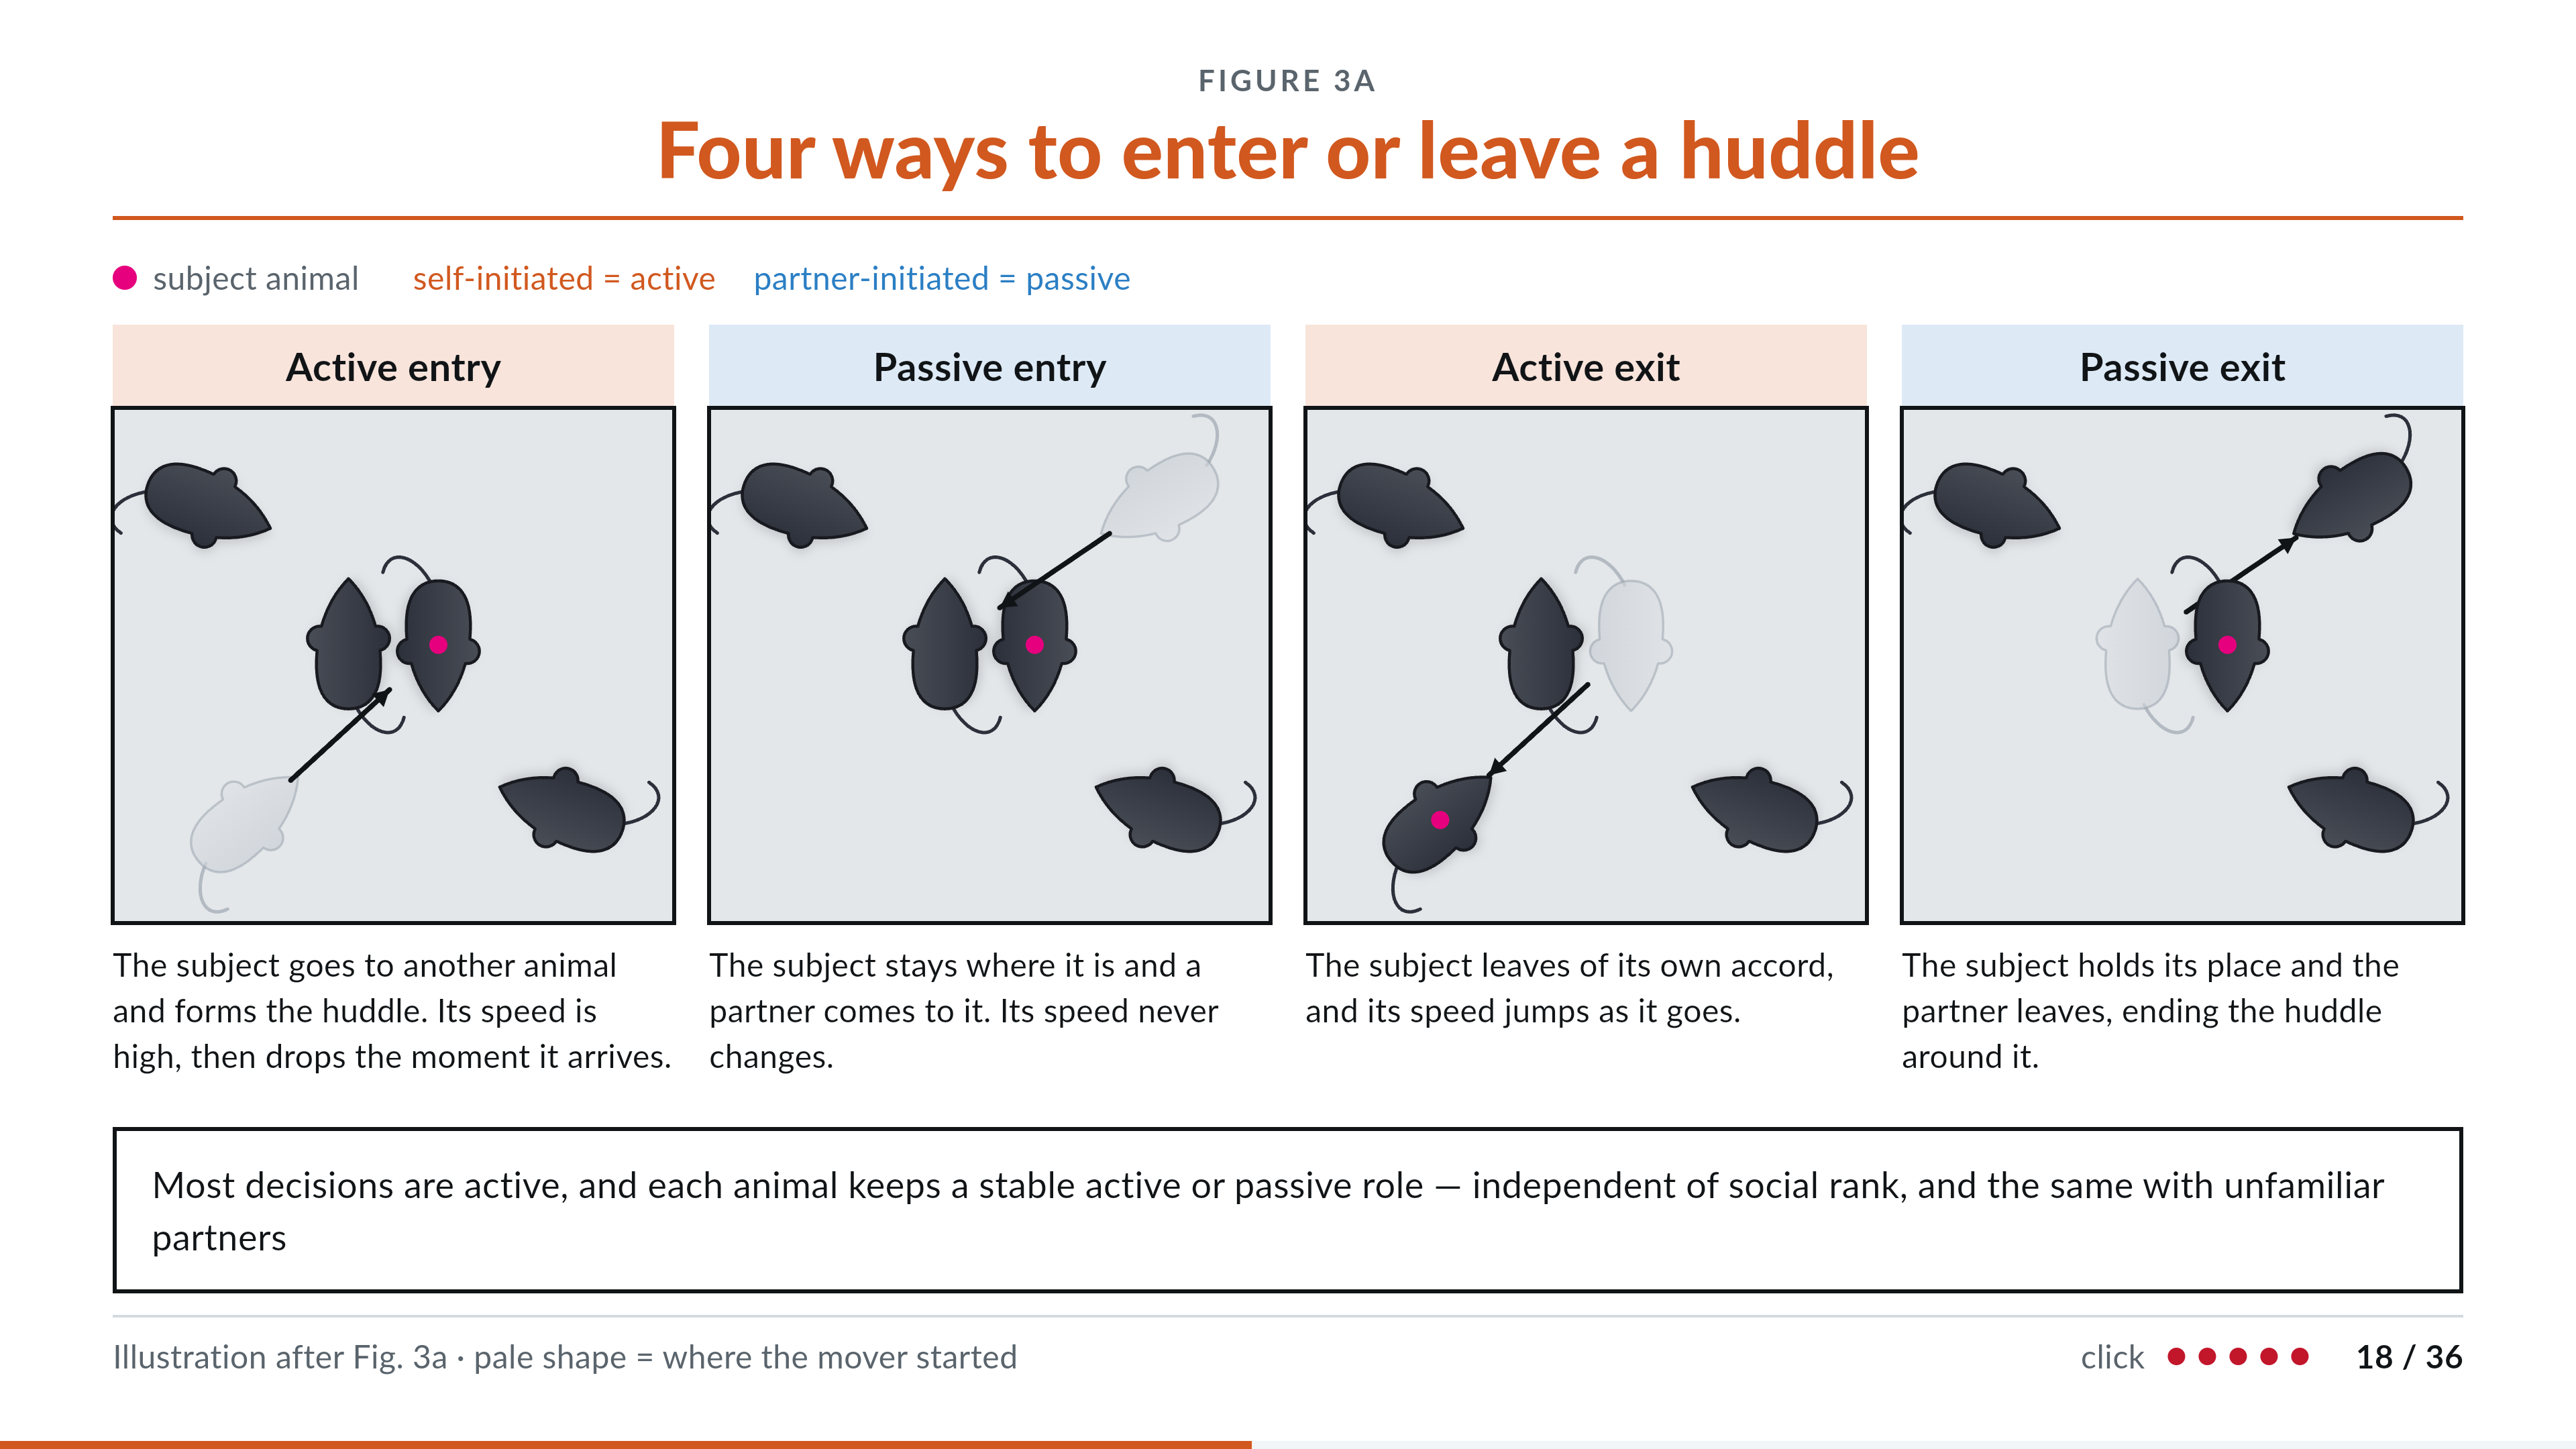 FIGURE 3A
Four ways to enter or leave a huddle
subject animal self-initiated = active partner-initiated = passive
Active entry
Passive entry
Active exit
Passive exit
The subject goes to another animal
and forms the huddle. Its speed is
high, then drops the moment it arrives.
The subject stays where it is and a
partner comes to it. Its speed never
changes.
The subject leaves of its own accord,
and its speed jumps as it goes.
The subject holds its place and the
partner leaves, ending the huddle
around it.
Most decisions are active, and each animal keeps a stable active or passive role — independent of social rank, and the same with unfamiliar
partners
Illustration after Fig. 3a · pale shape = where the mover started
click 18 / 36